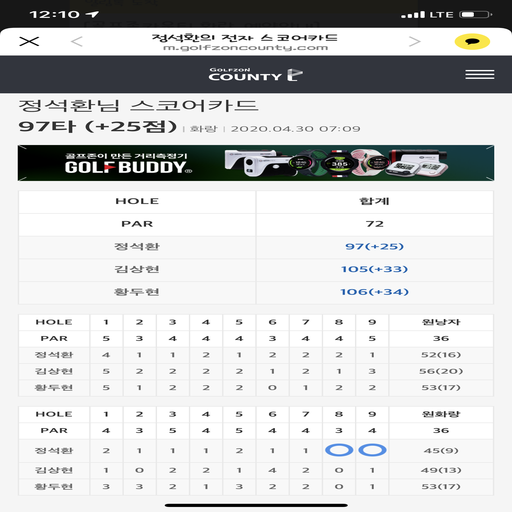 12:10 LTE
정석환의 전자 스코어카드
m.golfzoncounty.com
GOLFZON
COUNTY
정석환님 스코어카드
97타 (+25점) | 화랑 | 2020.04.30 07:09
골프존이 만든 거리측정기
GOLFBUDDY®
HOLE 합계
PAR 72
정석환 97(+25)
김상현 105(+33)
황두현 106(+34)
HOLE 1 2 3 4 5 6 7 8 9 원낭자
PAR 5 3 4 4 4 3 4 4 5 36
정석환 4 1 1 2 1 2 2 2 1 52(16)
김상현 5 2 2 2 2 1 2 1 3 56(20)
황두현 5 1 2 2 2 0 1 2 2 53(17)
HOLE 1 2 3 4 5 6 7 8 9 원화랑
PAR 4 3 5 4 5 4 4 3 4 36
정석환 2 1 1 1 2 1 1 45(9)
김상현 1 0 2 2 1 4 2 0 1 49(13)
황두현 3 3 2 1 3 2 2 0 1 53(17)